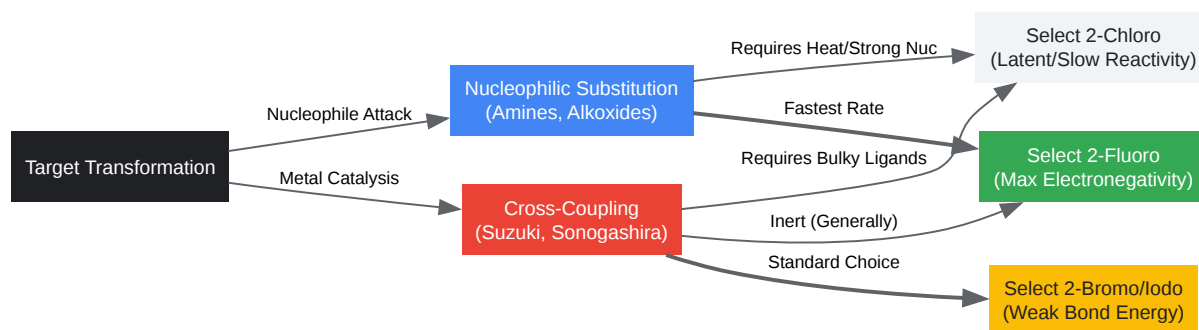 Target Transformation
Nucleophile Attack
Metal Catalysis
Nucleophilic Substitution
(Amines, Alkoxides)
Cross-Coupling
(Suzuki, Sonogashira)
Requires Heat/Strong Nuc
Fastest Rate
Requires Bulky Ligands
Inert (Generally)
Standard Choice
Select 2-Chloro
(Latent/Slow Reactivity)
Select 2-Fluoro
(Max Electronegativity)
Select 2-Bromo/Iodo
(Weak Bond Energy)